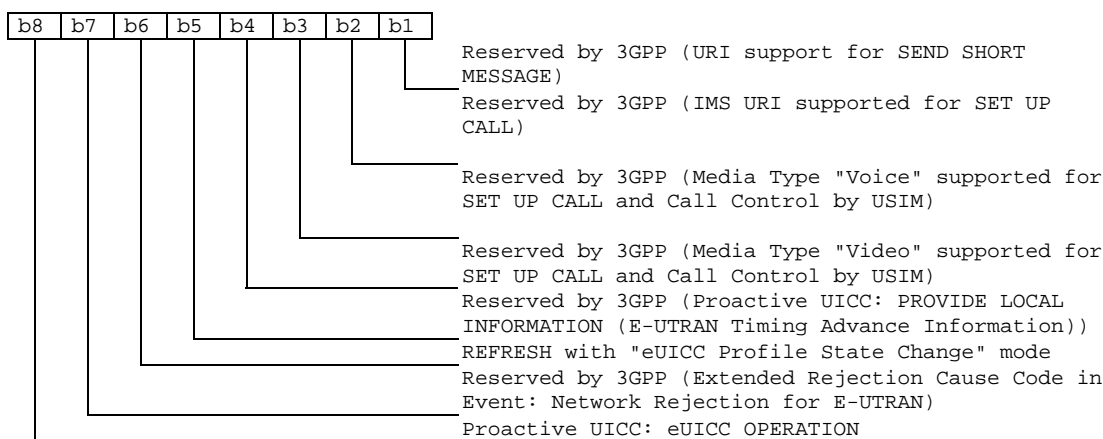 b8 b7 b6 b5 b4 b3 b2 b1
Reserved by 3GPP (URI support for SEND SHORT
MESSAGE)
Reserved by 3GPP (IMS URI supported for SET UP
CALL)
Reserved by 3GPP (Media Type "Voice" supported for
SET UP CALL and Call Control by USIM)
Reserved by 3GPP (Media Type "Video" supported for
SET UP CALL and Call Control by USIM)
Reserved by 3GPP (Proactive UICC: PROVIDE LOCAL
INFORMATION (E-UTRAN Timing Advance Information))
REFRESH with "eUICC Profile State Change" mode
Reserved by 3GPP (Extended Rejection Cause Code in
Event: Network Rejection for E-UTRAN)
Proactive UICC: eUICC OPERATION